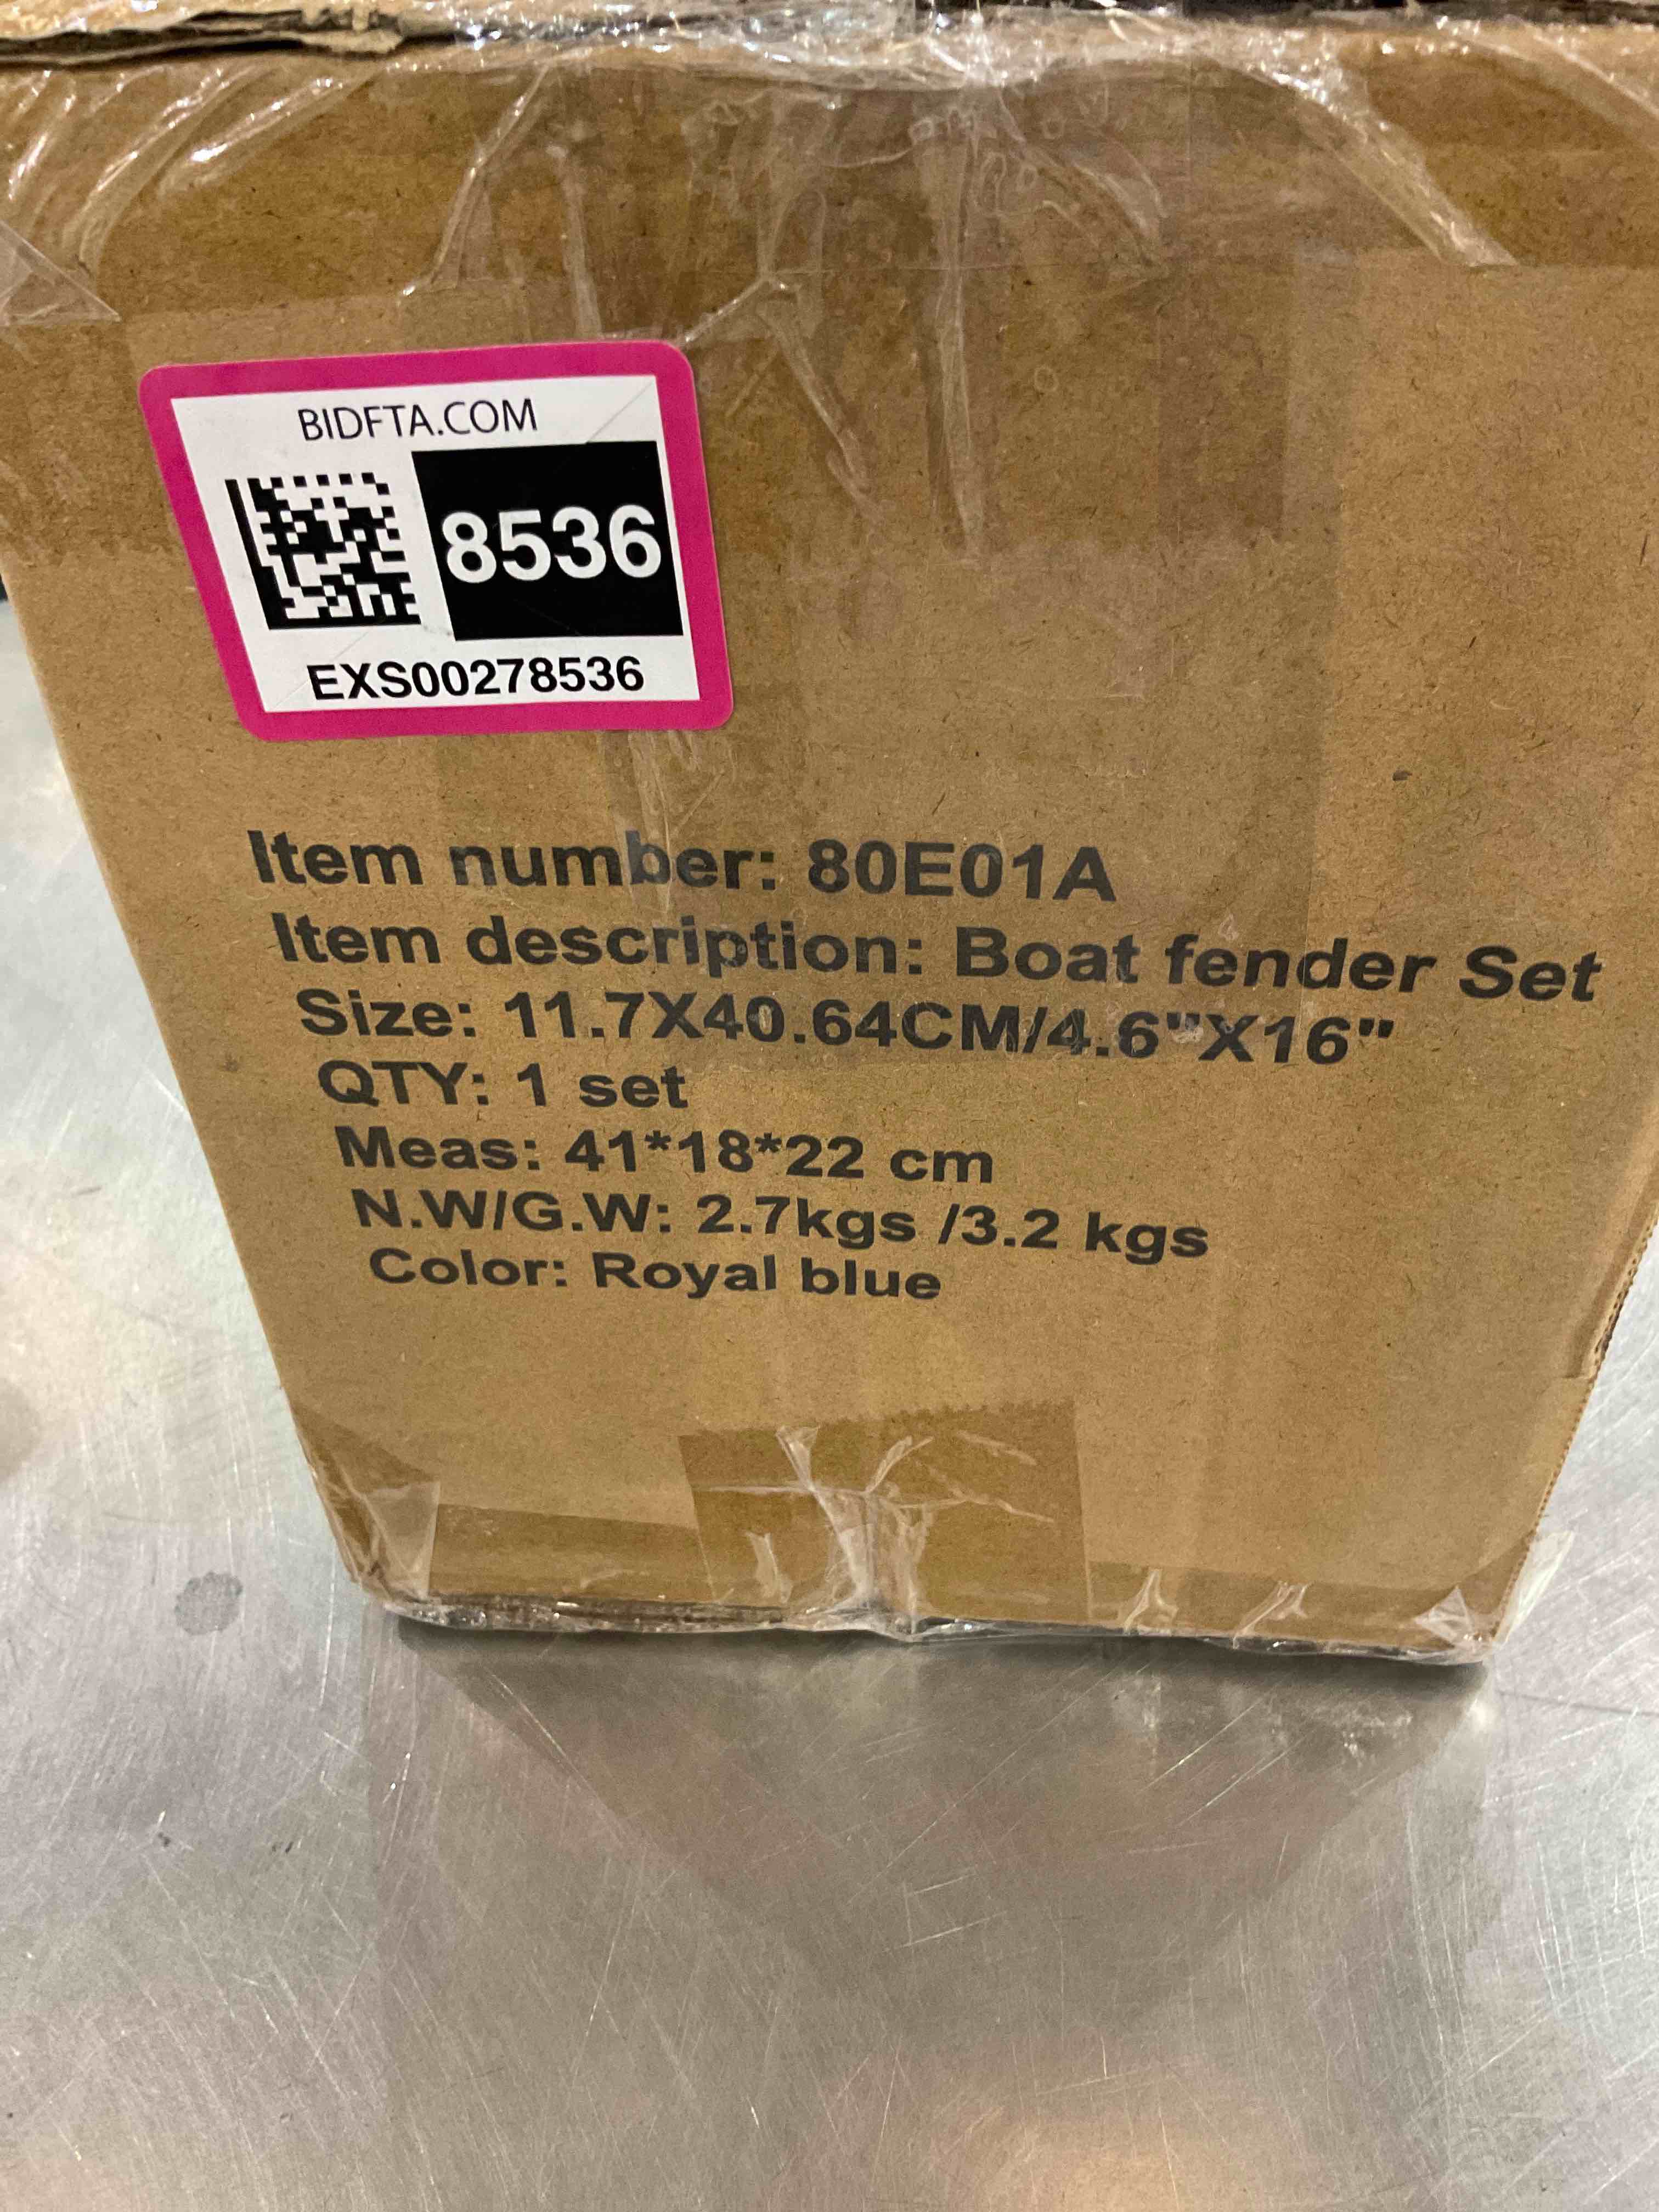 BIDFTA.COM
8536
EXS00278536
Item number: 80E01A
Item description: Boat fender Set
Size: 11.7X40.64CM/4.6"X16"
QTY: 1 set
Meas: 41*18*22 cm
N.W/G.W: 2.7kgs /3.2 kgs
Color: Royal blue